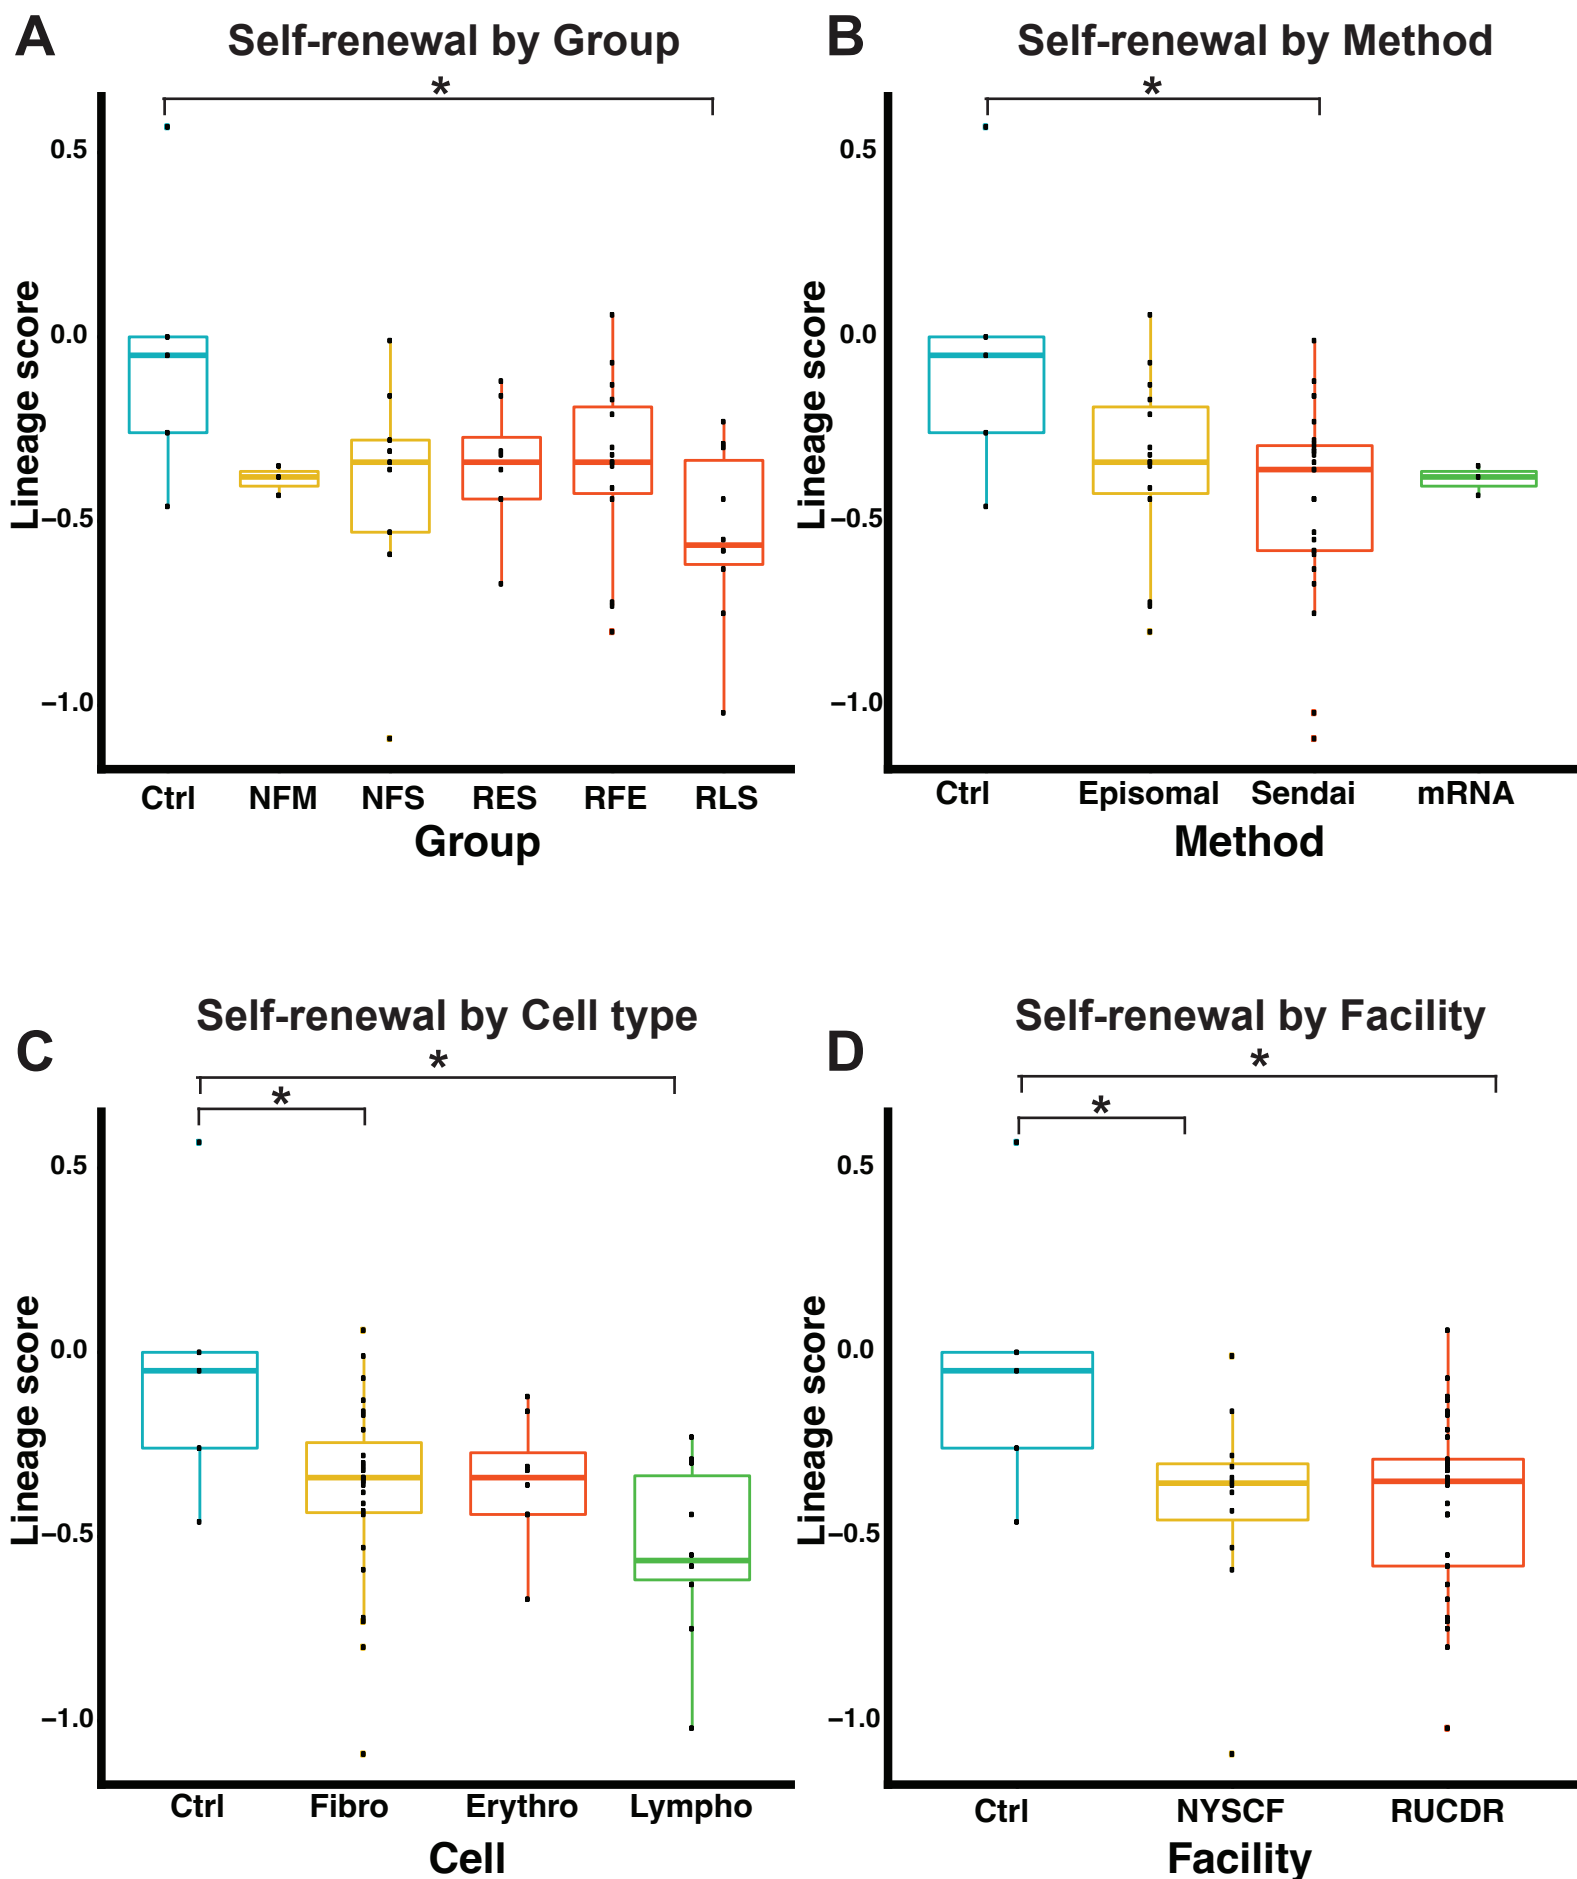 A
Self-renewal by Group
*
Lineage score
0.5
0.0
−0.5
−1.0
Ctrl NFM NFS RES RFE RLS
Group
B
Self-renewal by Method
*
Lineage score
0.5
0.0
−0.5
−1.0
Ctrl Episomal Sendai mRNA
Method
C
Self-renewal by Cell type
*
*
Lineage score
0.5
0.0
−0.5
−1.0
Ctrl Fibro Erythro Lympho
Cell
D
Self-renewal by Facility
*
*
Lineage score
0.5
0.0
−0.5
−1.0
Ctrl NYSCF RUCDR
Facility